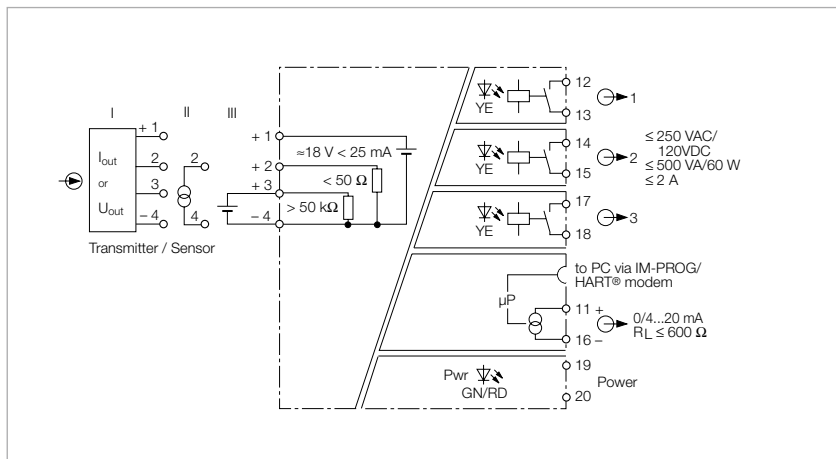 I
II
III
+ 1
2
3
– 4
I out
or
U out
Transmitter / Sensor
2
4
+ 1
≈18 V < 25 mA
+ 2
< 50 Ω
+ 3
> 50 kΩ
– 4
YE
12
13
1
YE
14
15
2
≤ 250 VAC/
120VDC
≤ 500 VA/60 W
≤ 2 A
YE
17
18
3
to PC via IM-PROG/
HART® modem
µP
11 +
16 –
0/4...20 mA
RL ≤ 600 Ω
Pwr
GN/RD
19
20
Power